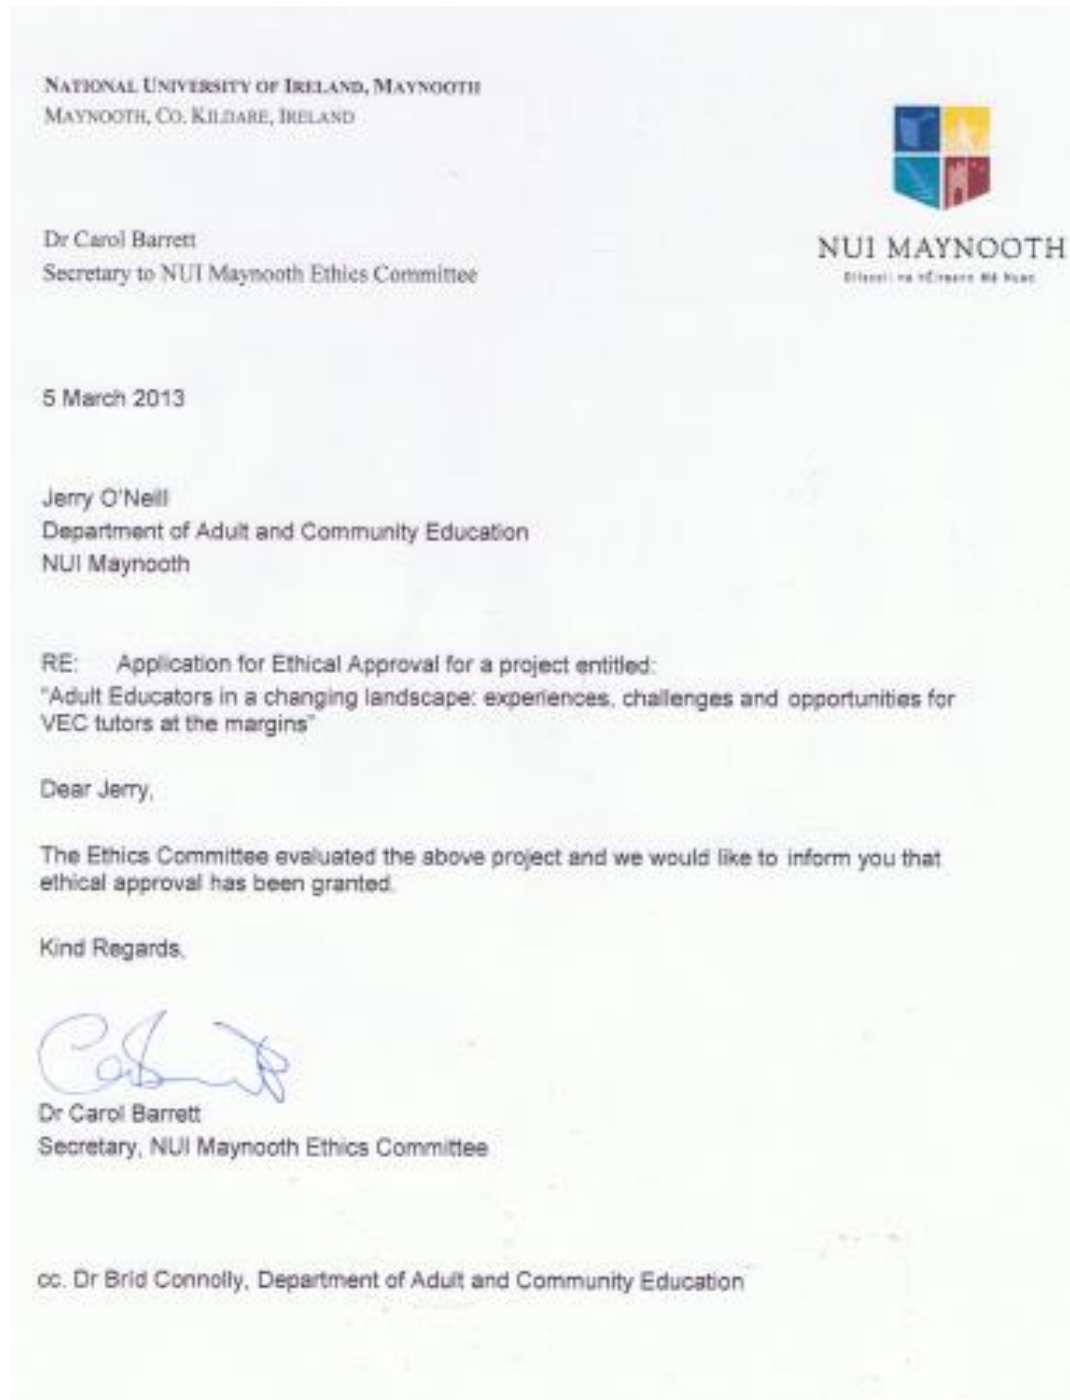 NATIONAL UNIVERSITY OF IRELAND, MAYNOOTH
MAYNOOTH, CO. KILDARE, IRELAND
NUI MAYNOOTH
Dr Carol Barrett
Secretary to NUI Maynooth Ethics Committee
5 March 2013
Jerry O'Neill
Department of Adult and Community Education
NUI Maynooth
RE: Application for Ethical Approval for a project entitled:
"Adult Educators in a changing landscape: experiences, challenges and opportunities for
VEC tutors at the margins"
Dear Jerry,
The Ethics Committee evaluated the above project and we would like to inform you that
ethical approval has been granted.
Kind Regards,
Dr Carol Barrett
Secretary, NUI Maynooth Ethics Committee
cc. Dr Brid Connolly, Department of Adult and Community Education